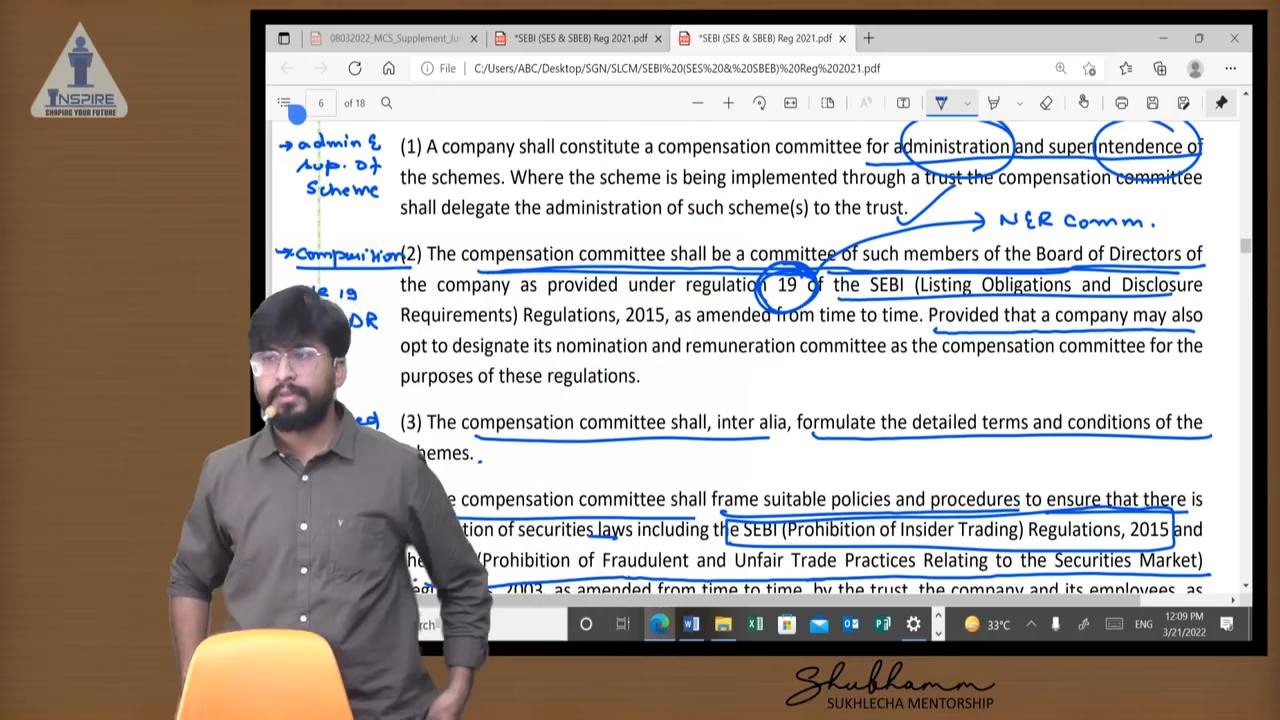 INSPIRE
SHAPING YOUR FUTURE
08032022_MCS_Supplement_Ju
*SEBI (SES & SBEB) Reg 2021.pdf
*SEBI (SES & SBEB) Reg 2021.pdf
File
C:/Users/ABC/Desktop/SGN/SLCM/SEBI%20(SES%20&%20SBEB)%20Reg%202021.pdf
6 of 18
→ admin &
sup. of
scheme
(1) A company shall constitute a compensation committee for administration and superintendence of
the schemes. Where the scheme is being implemented through a trust the compensation committee
shall delegate the administration of such scheme(s) to the trust.
→ N&R Comm.
→ Composition
(2) The compensation committee shall be a committee of such members of the Board of Directors of
the company as provided under regulation 19 of the SEBI (Listing Obligations and Disclosure
19
DR
Requirements) Regulations, 2015, as amended from time to time. Provided that a company may also
opt to designate its nomination and remuneration committee as the compensation committee for the
purposes of these regulations.
(3) The compensation committee shall, inter alia, formulate the detailed terms and conditions of the
hemes.
compensation committee shall frame suitable policies and procedures to ensure that there is
tion of securities laws including the SEBI (Prohibition of Insider Trading) Regulations, 2015 and
(Prohibition of Fraudulent and Unfair Trade Practices Relating to the Securities Market)
2003, as amended from time to time, by the trust, the company and its employees, as
rch
33°C
ENG
12:09 PM
3/21/2022
Shubhamm
SUKHLECHA MENTORSHIP